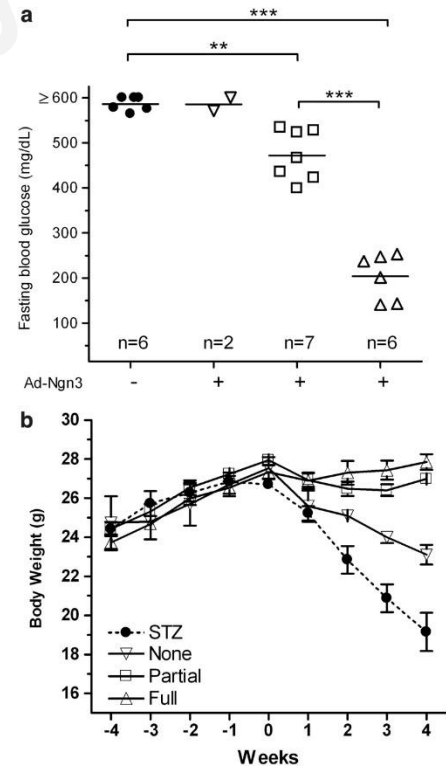 a
***
**
***
Fasting blood glucose (mg/dL)
≥ 600
500
400
300
200
100
n=6 n=2 n=7 n=6
Ad-Ngn3 - + + +
b
Body Weight (g)
30
28
26
24
22
20
18
16
STZ
None
Partial
Full
-4 -3 -2 -1 0 1 2 3 4
Weeks